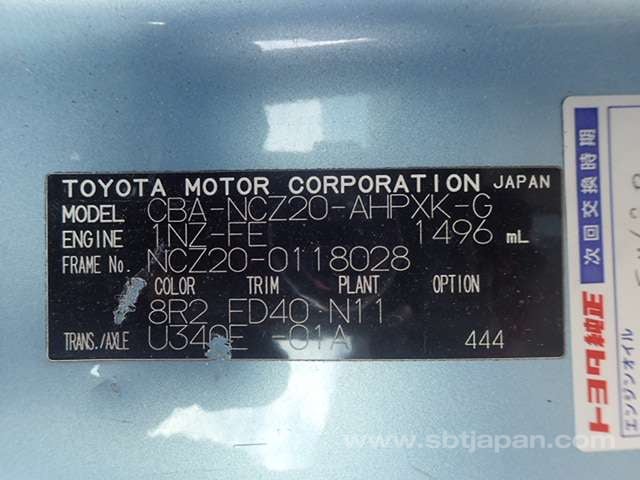 TOYOTA MOTOR CORPORATION JAPAN
MODEL CBA-NCZ20-AHPXK-G
ENGINE 1NZ-FE 1496 mL
FRAME No. NCZ20-0118028
COLOR TRIM PLANT OPTION
8R2 FD40 N11
TRANS./AXLE U340E -01A 444
次回交換時期
トヨタ純正
エンジンオイル
www.sbtjapan.com